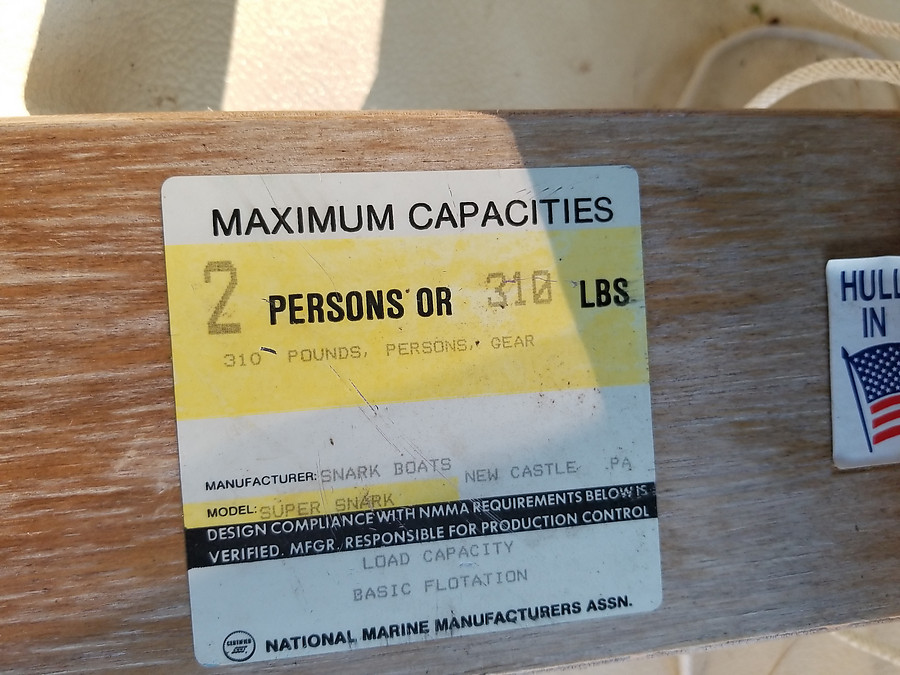 MAXIMUM CAPACITIES
2 PERSONS OR 310 LBS
310 POUNDS, PERSONS, GEAR
MANUFACTURER: SNARK BOATS NEW CASTLE PA
MODEL: SUPER SNARK
DESIGN COMPLIANCE WITH NMMA REQUIREMENTS BELOW IS
VERIFIED. MFGR. RESPONSIBLE FOR PRODUCTION CONTROL
LOAD CAPACITY
BASIC FLOTATION
CERTIFIED
NATIONAL MARINE MANUFACTURERS ASSN.
HULL
IN